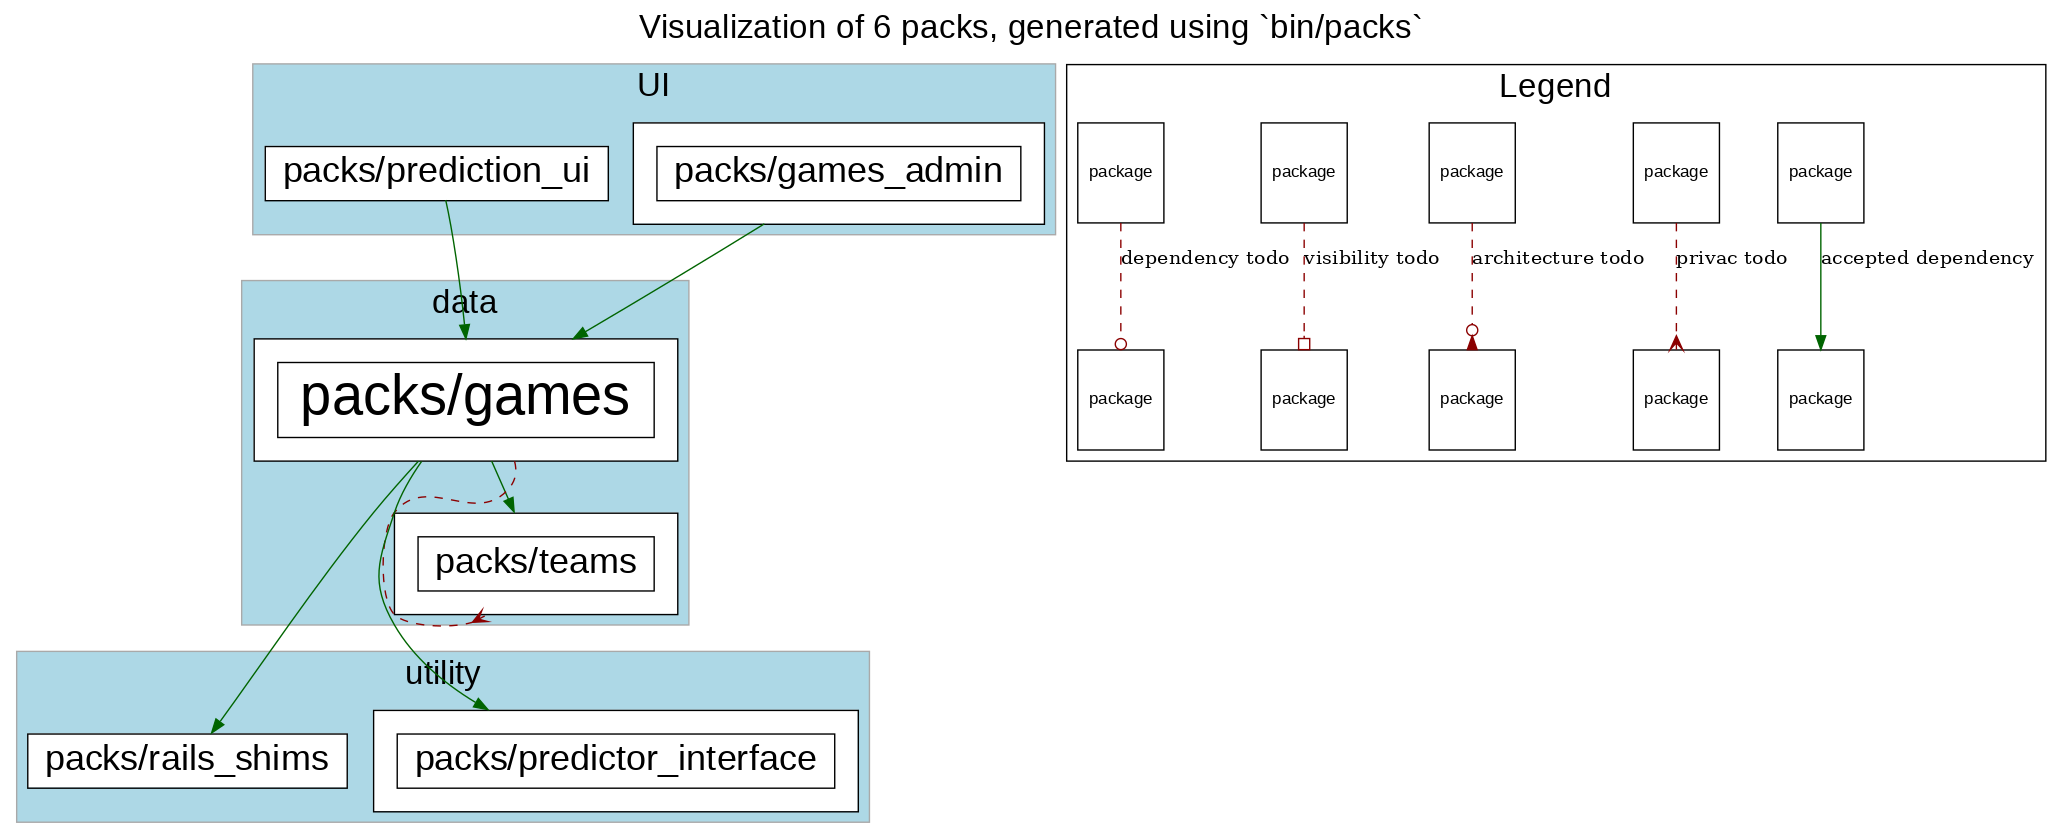 Visualization of 6 packs, generated using `bin/packs`
UI
packs/prediction_ui
packs/games_admin
data
packs/games
packs/teams
utility
packs/rails_shims
packs/predictor_interface
Legend
package
package
package
package
package
dependency todo
visibility todo
architecture todo
privac todo
accepted dependency
package
package
package
package
package